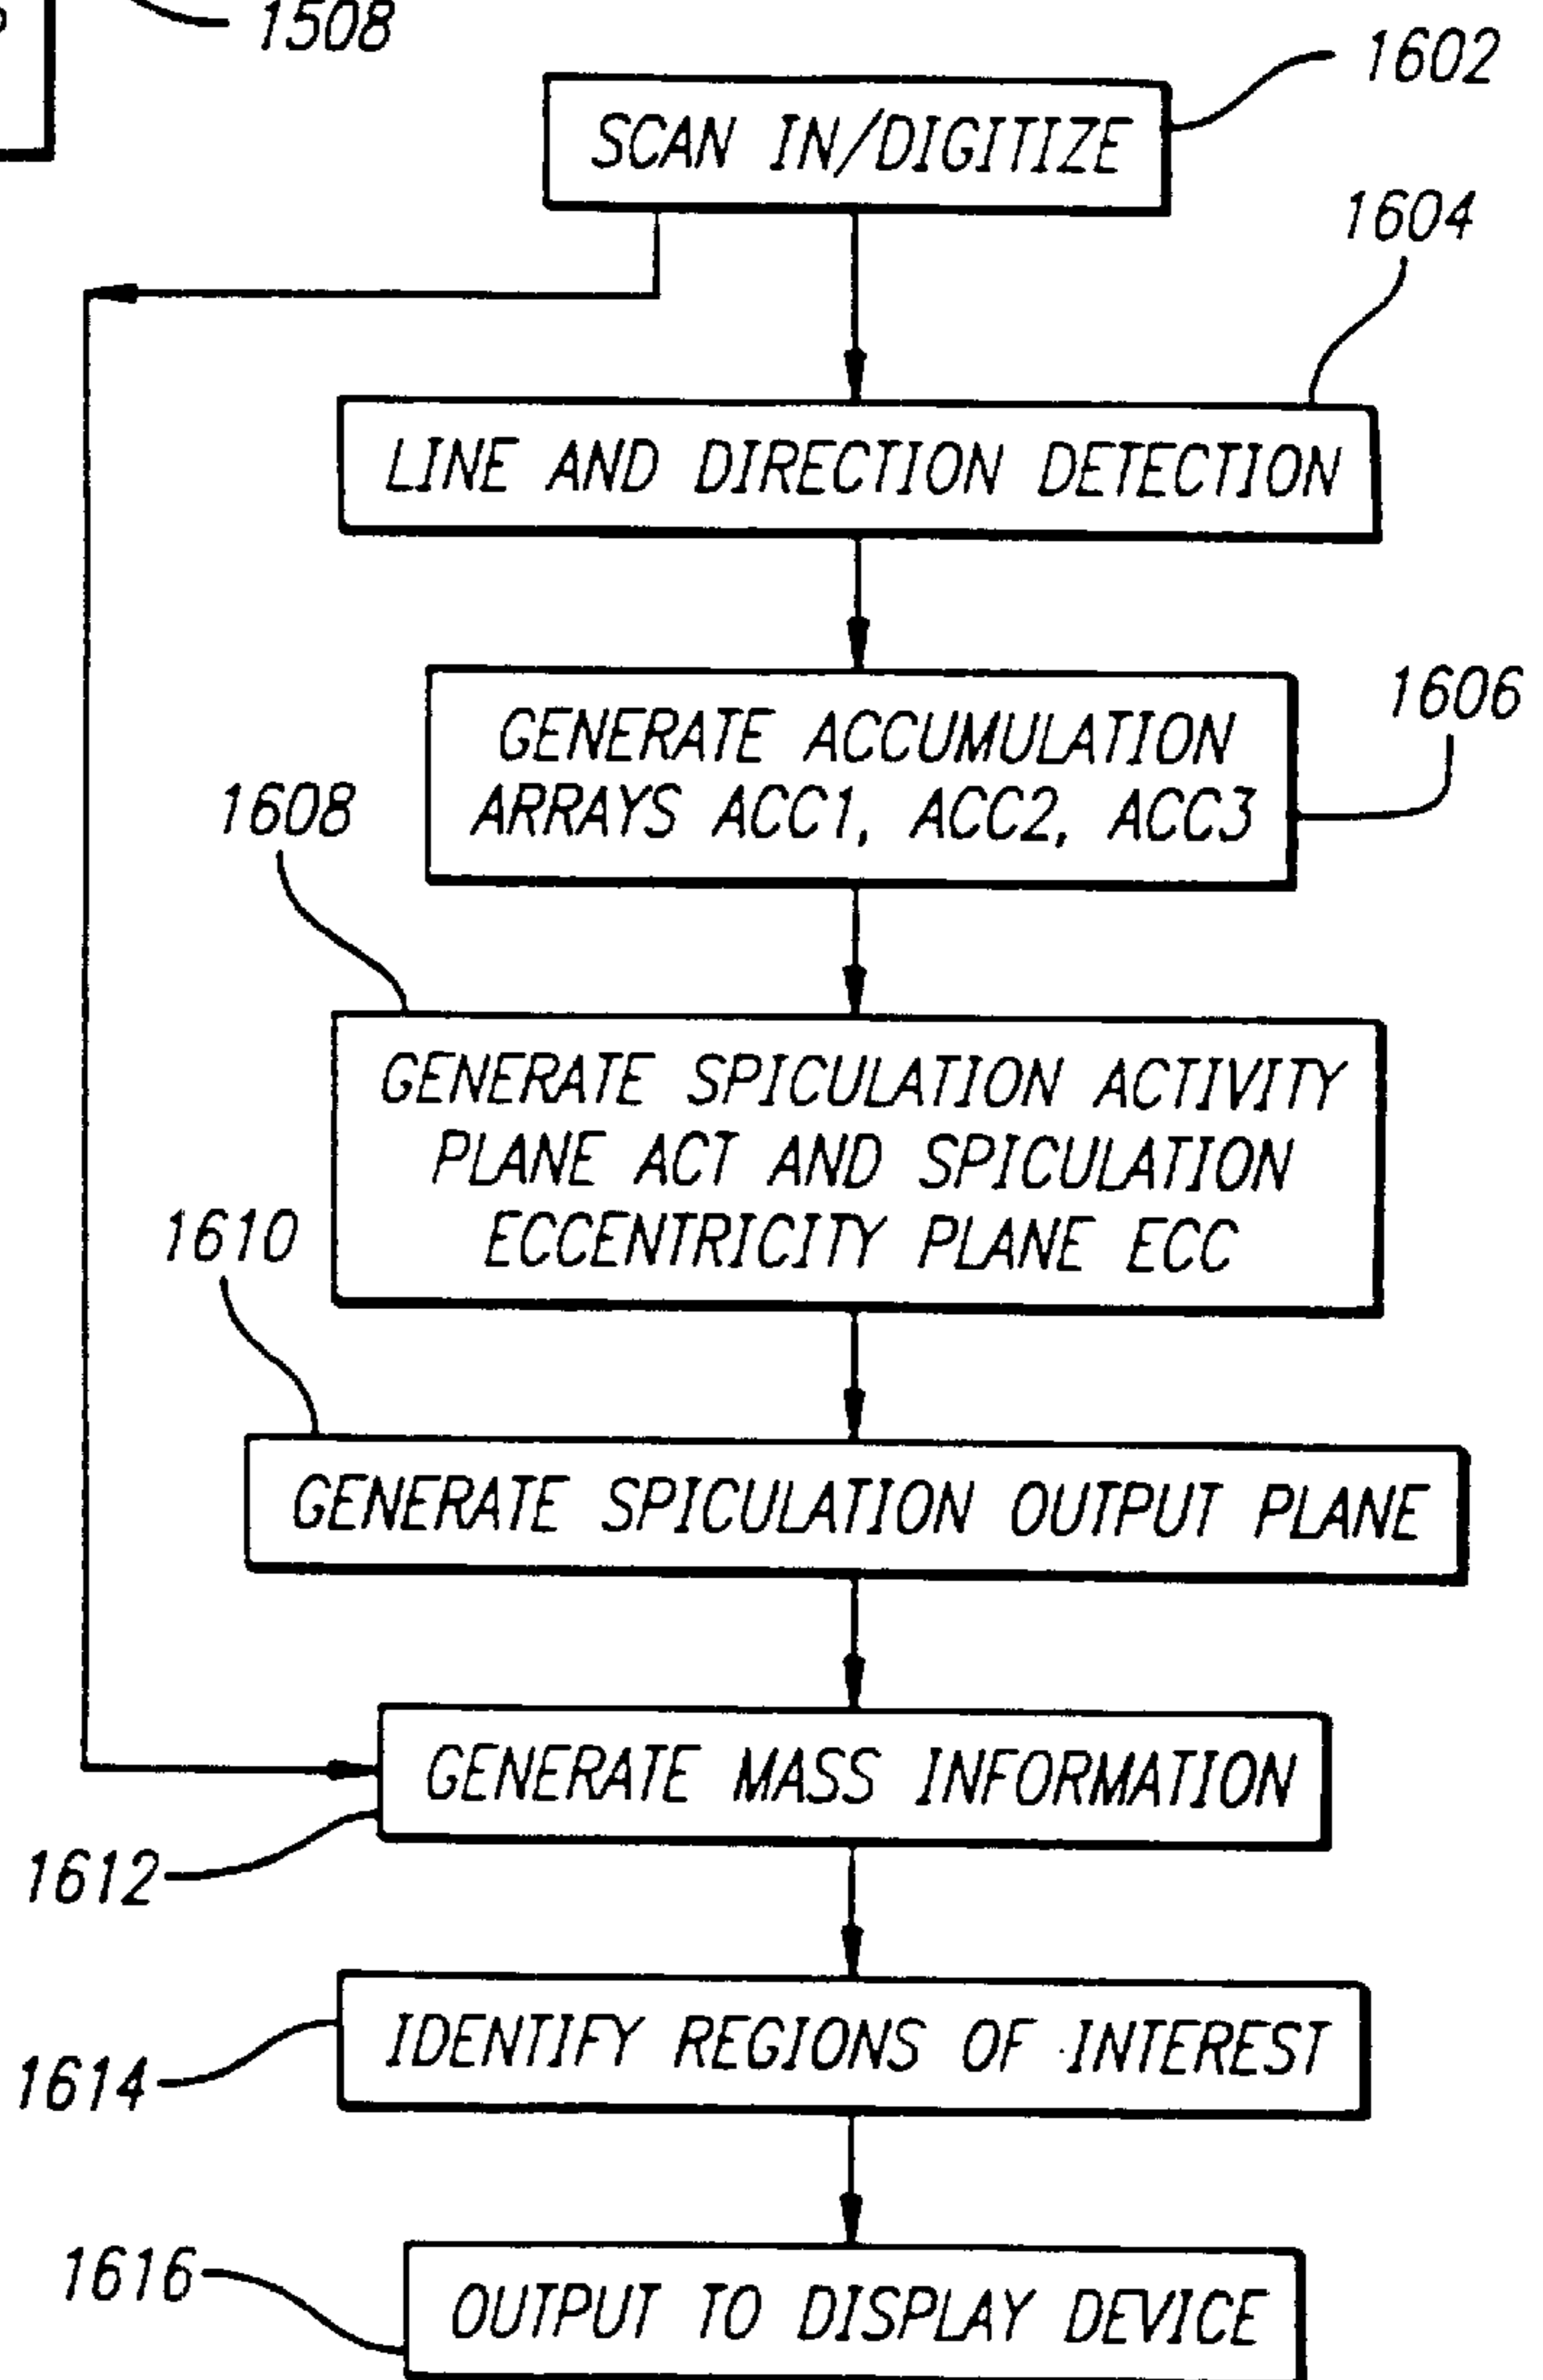 1508
1602
SCAN IN/DIGITIZE
1604
LINE AND DIRECTION DETECTION
1606
GENERATE ACCUMULATION
ARRAYS ACC1, ACC2, ACC3
1608
GENERATE SPICULATION ACTIVITY
PLANE ACT AND SPICULATION
ECCENTRICITY PLANE ECC
1610
GENERATE SPICULATION OUTPUT PLANE
GENERATE MASS INFORMATION
1612
IDENTIFY REGIONS OF INTEREST
1614
1616
OUTPUT TO DISPLAY DEVICE